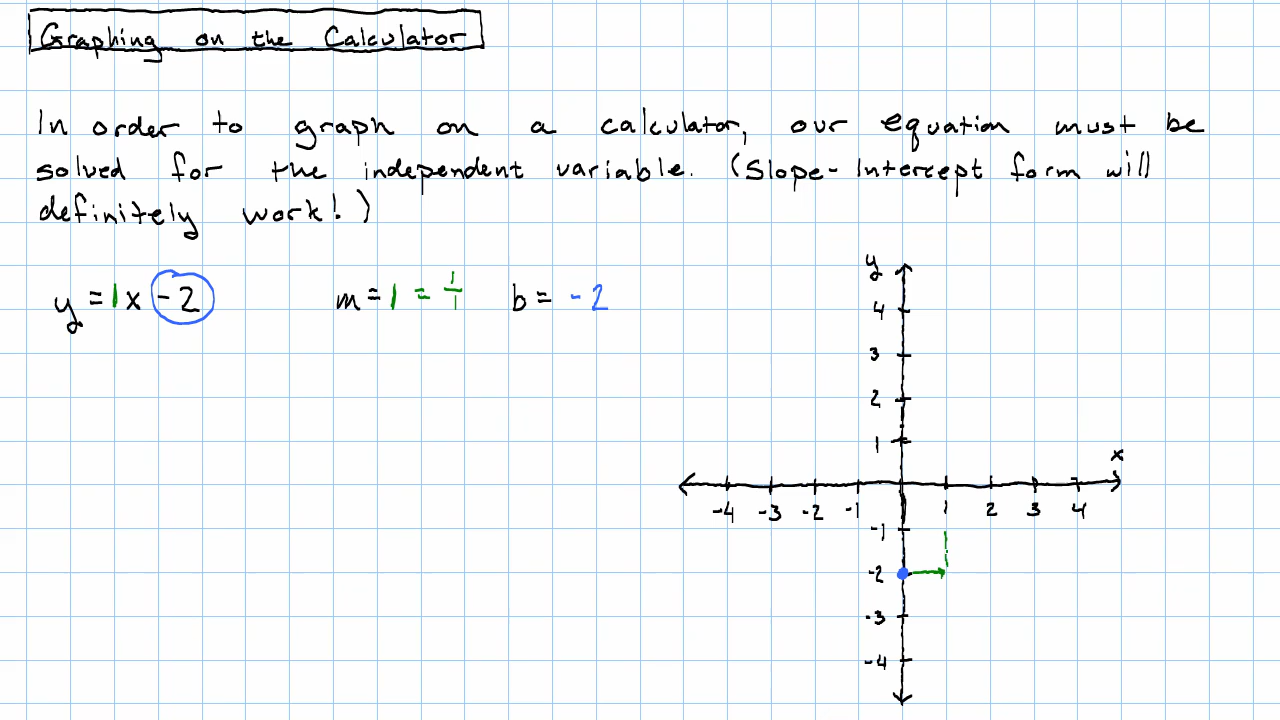 Graphing on the Calculator
In order to graph on a calculator, our equation must be
solved for the independent variable. (Slope-Intercept form will
definitely work!)
y = 1x - 2 m = 1 = 1/1 b = -2
y
4
3
2
1
x
-4 -3 -2 -1 1 2 3 4
-1
-2
-3
-4